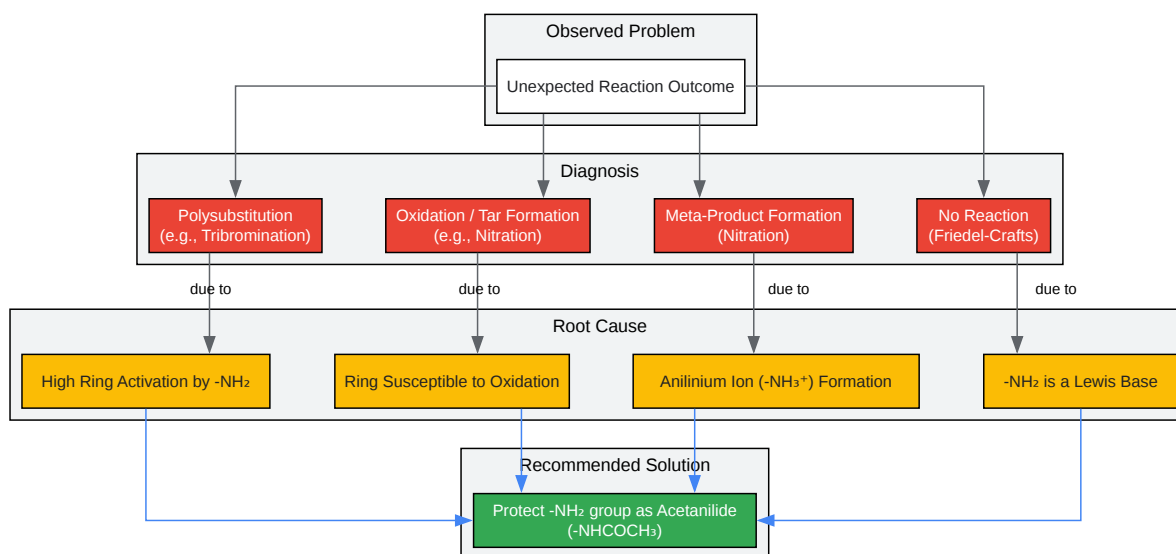 Observed Problem
Unexpected Reaction Outcome
Diagnosis
Polysubstitution
(e.g., Tribromination)
Oxidation / Tar Formation
(e.g., Nitration)
Meta-Product Formation
(Nitration)
No Reaction
(Friedel-Crafts)
due to
due to
due to
due to
Root Cause
High Ring Activation by -NH₂
Ring Susceptible to Oxidation
Anilinium Ion (-NH₃⁺) Formation
-NH₂ is a Lewis Base
Recommended Solution
Protect -NH₂ group as Acetanilide
(-NHCOCH₃)